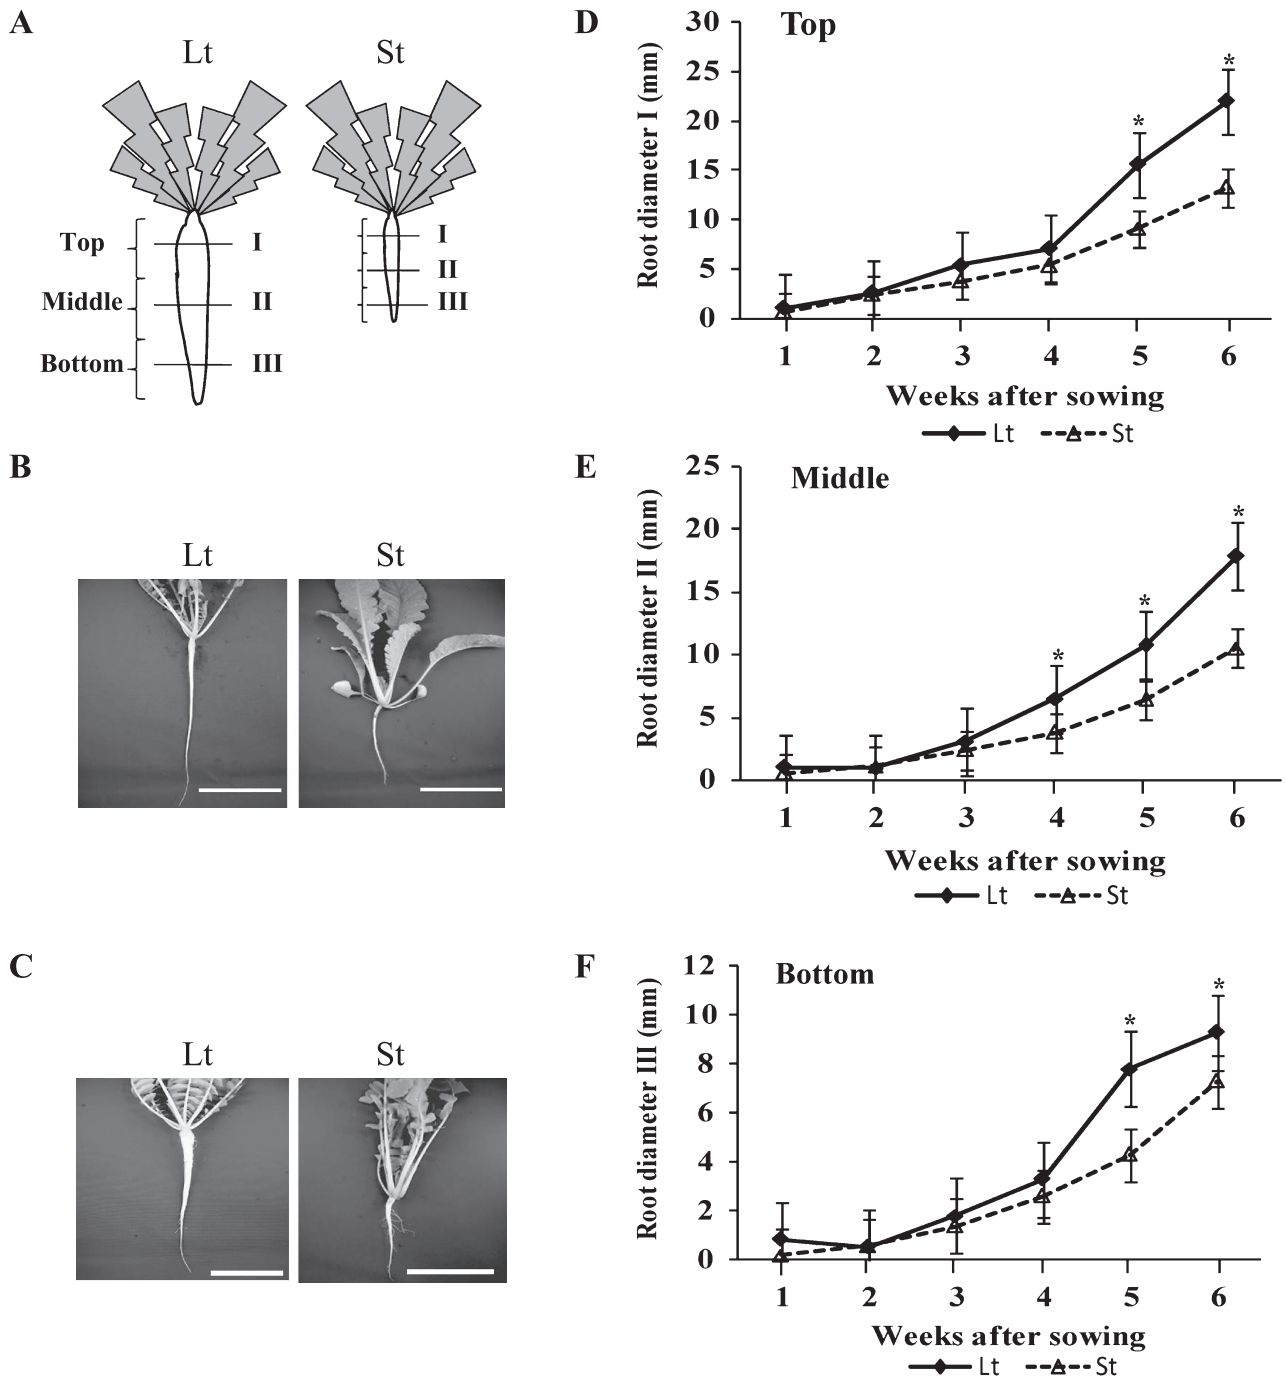 A
Lt St
Top I
Middle II
Bottom III
I
II
III
B
Lt St
C
Lt St
D
Top
Root diameter I (mm)
30
25
20
15
10
5
0
* *
1 2 3 4 5 6
Weeks after sowing
Lt St
E
Middle
Root diameter II (mm)
25
20
15
10
5
0
* * *
1 2 3 4 5 6
Weeks after sowing
Lt St
F
Bottom
Root diameter III (mm)
12
10
8
6
4
2
0
* *
1 2 3 4 5 6
Weeks after sowing
Lt St